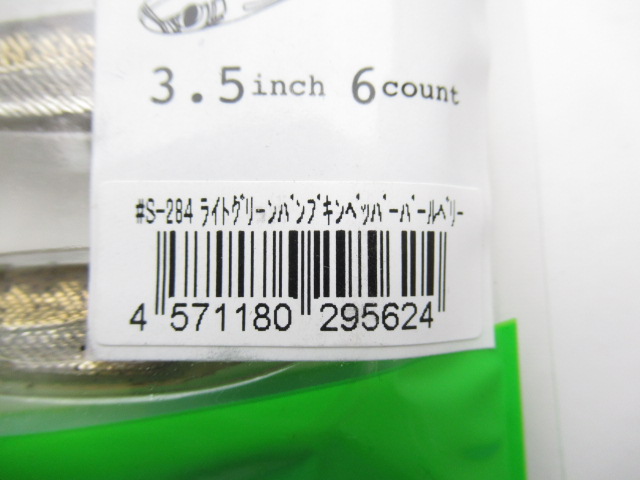 3.5inch 6count
#S-284 ﾗｲﾄｸﾞﾘｰﾝﾊﾟﾝﾌﾟｷﾝﾍﾟｯﾊﾟｰﾊﾟｰﾙﾍﾞﾘｰ
4 571180 295624